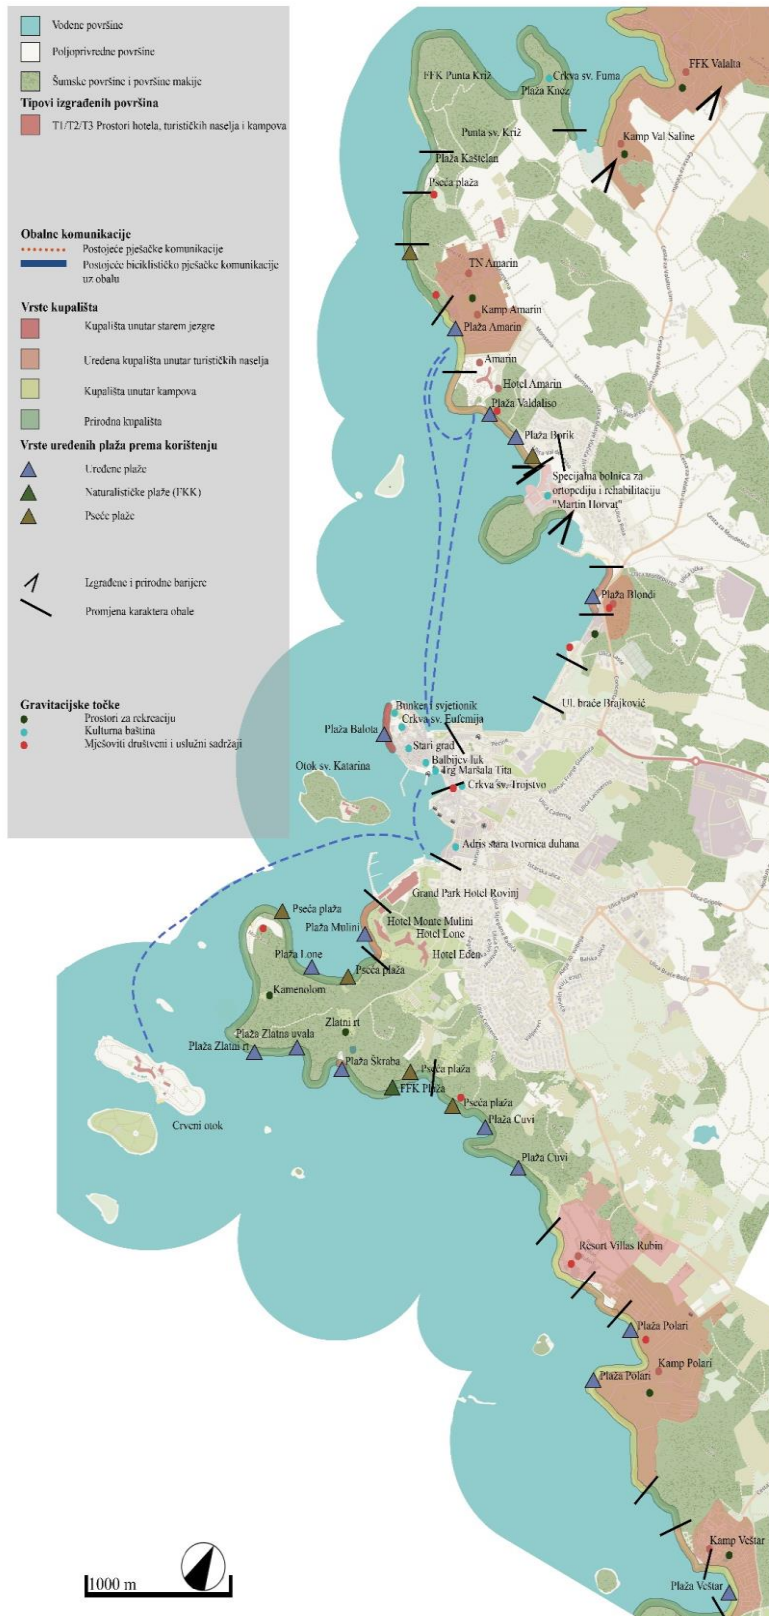 Vodene površine
Poljoprivredne površine
Šumske površine i površine makije
Tipovi izgrađenih površina
T1/T2/T3 Prostori hotela, turističkih naselja i kampova
Obalne komunikacije
Postojeće pješačke komunikacije
Postojeće biciklističko pješačke komunikacije
uz obalu
Vrste kupališta
Kupališta unutar starem jezgre
Uređena kupališta unutar turističkih naselja
Kupališta unutar kampova
Prirodna kupališta
Vrste uređenih plaža prema korištenju
Uređene plaže
Naturalističke plaže (FKK)
Pseće plaže
Izgrađene i prirodne barijere
Promjena karaktera obale
Gravitacijske točke
Prostori za rekreaciju
Kulturna baština
Mješoviti društveni i uslužni sadržaji
FFK Punta Križ
Crkva sv. Fuma
Plaža Knez
FFK Valalta
Punta sv. Križ
Kamp Val Saline
Plaža Kaštelan
Pseća plaža
TN Amarin
Kamp Amarin
Plaža Amarin
Amarin
Hotel Amarin
Plaža Valdaliso
Plaža Borik
Specijalna bolnica za
ortopediju i rehabilitaciju
"Martin Horvat"
Plaža Blondi
Ul. braće Brajković
Bunker i svjetionik
Crkva sv. Eufemija
Plaža Balota
Stari grad
Balbijev luk
Trg Maršala Tita
Otok sv. Katarina
Crkva sv. Trojstvo
Adris stara tvornica duhana
Grand Park Hotel Rovinj
Pseća plaža
Hotel Monte Mulini
Plaža Mulini
Hotel Lone
Hotel Eden
Plaža Lone
Pseća plaža
Kamenolom
Zlatni rt
Plaža Zlatna uvala
Plaža Zlatni rt
Plaža Škraba
Pseća plaža
FFK Plaža
Pseća plaža
Plaža Cuvi
Crveni otok
Plaža Cuvi
Resort Villas Rubin
Plaža Polari
Kamp Polari
Plaža Polari
Kamp Veštar
Plaža Veštar
1000 m